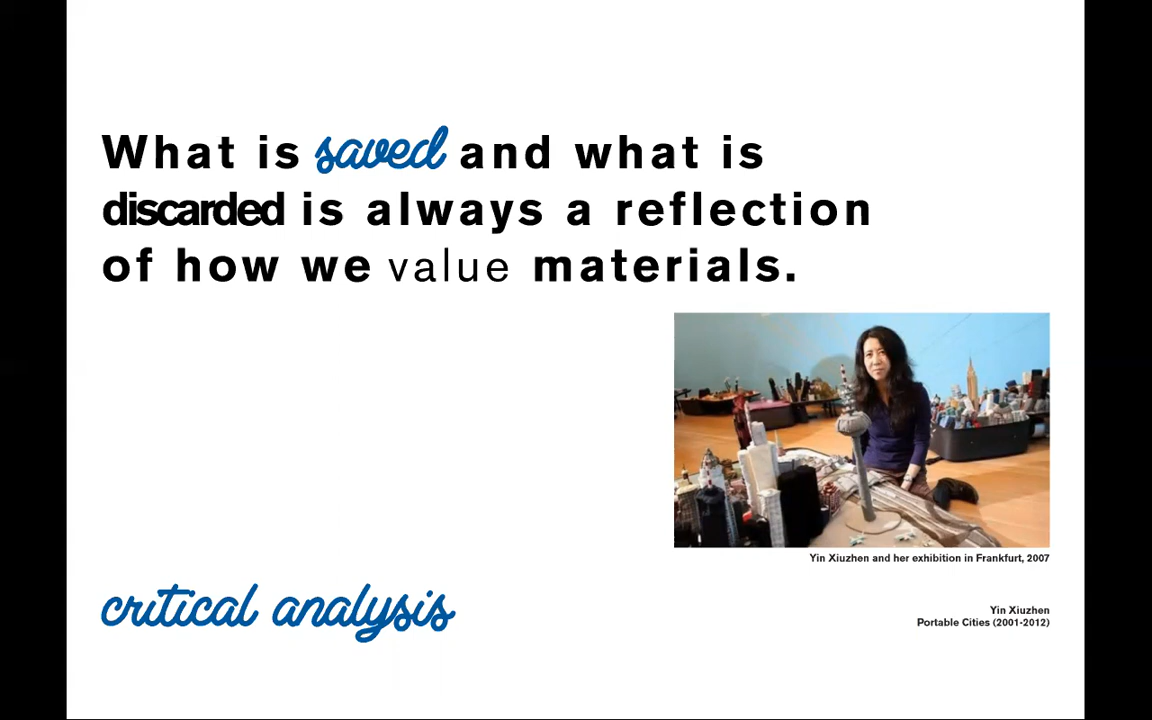 What is saved and what is
discarded is always a reflection
of how we value materials.
Yin Xiuzhen and her exhibition in Frankfurt, 2007
critical analysis
Yin Xiuzhen
Portable Cities (2001-2012)